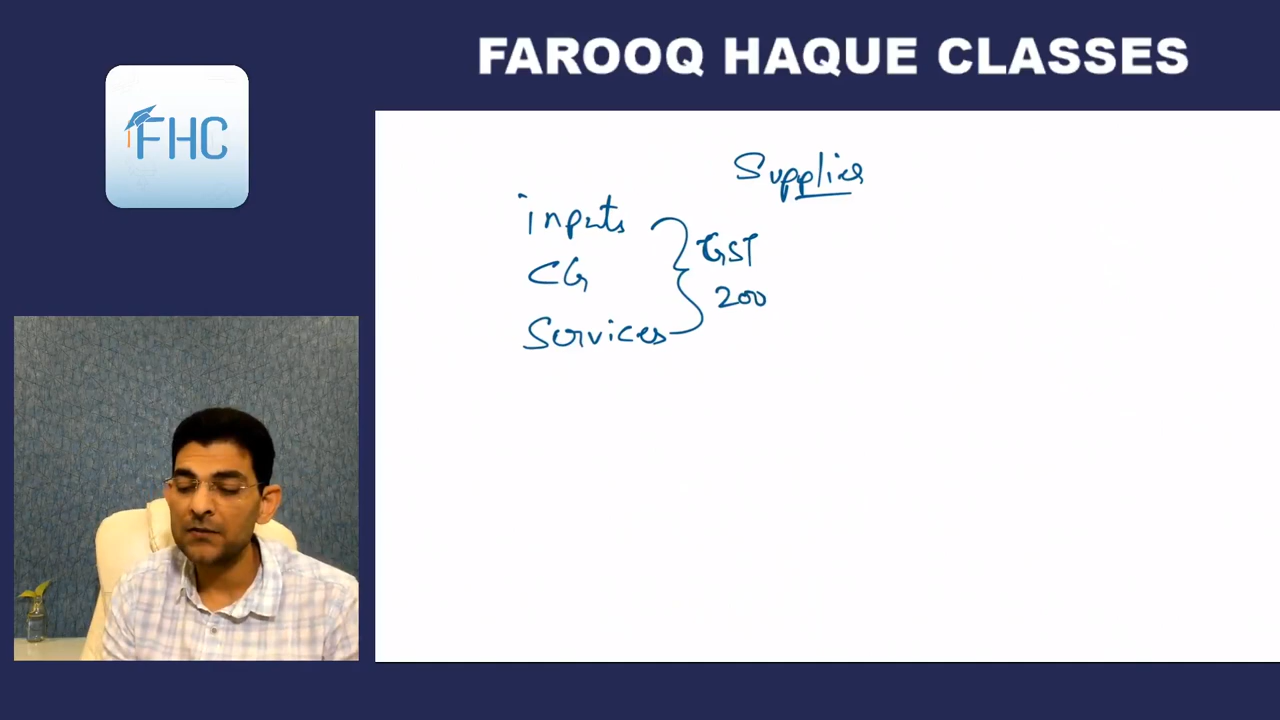 FAROOQ HAQUE CLASSES
FHC
Supplies
inputs
CG
Services
GST
200